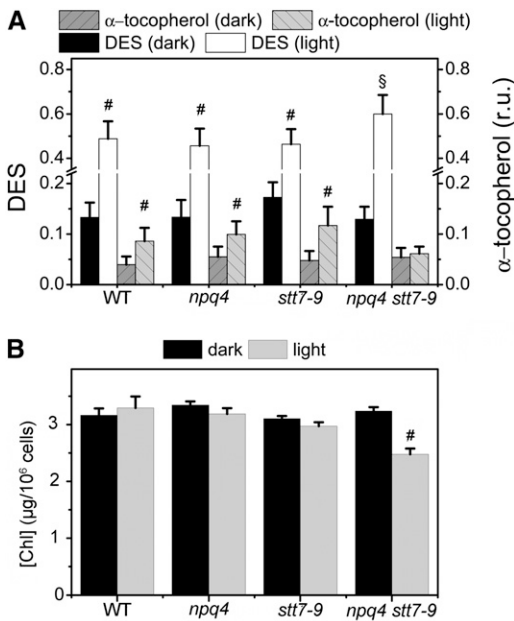 A
α–tocopherol (dark) α-tocopherol (light)
DES (dark) DES (light)
DES
α–tocopherol (r.u.)
0.8 0.8
0.6 0.6
0.4 0.4
0.2 0.2
0.1 0.1
0.0 0.0
# # # §
# # #
WT npq4 stt7-9 npq4 stt7-9
B
dark light
[Chl] (µg/10⁶ cells)
3
2
1
0
#
WT npq4 stt7-9 npq4 stt7-9